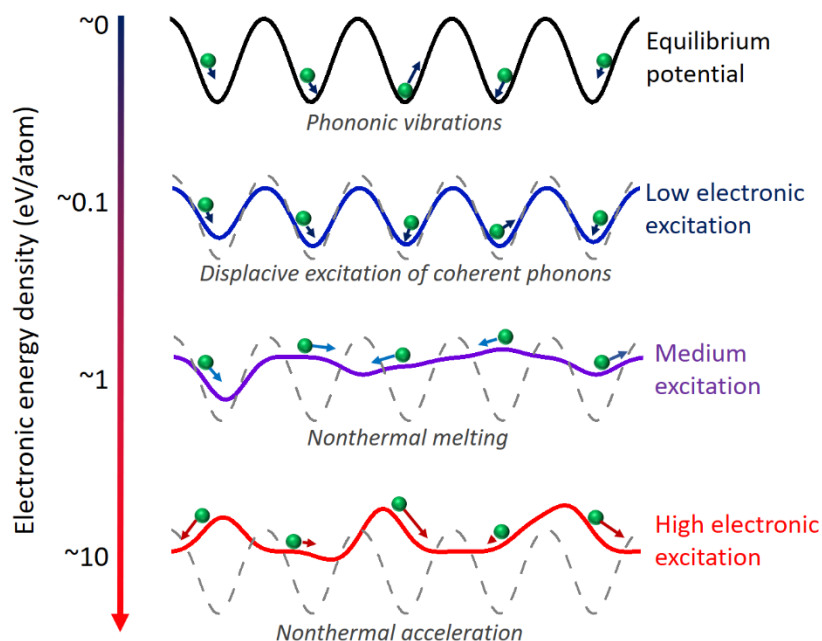 Electronic energy density (eV/atom)
~0
Equilibrium
potential
Phononic vibrations
~0.1
Low electronic
excitation
Displacive excitation of coherent phonons
~1
Medium
excitation
Nonthermal melting
~10
High electronic
excitation
Nonthermal acceleration